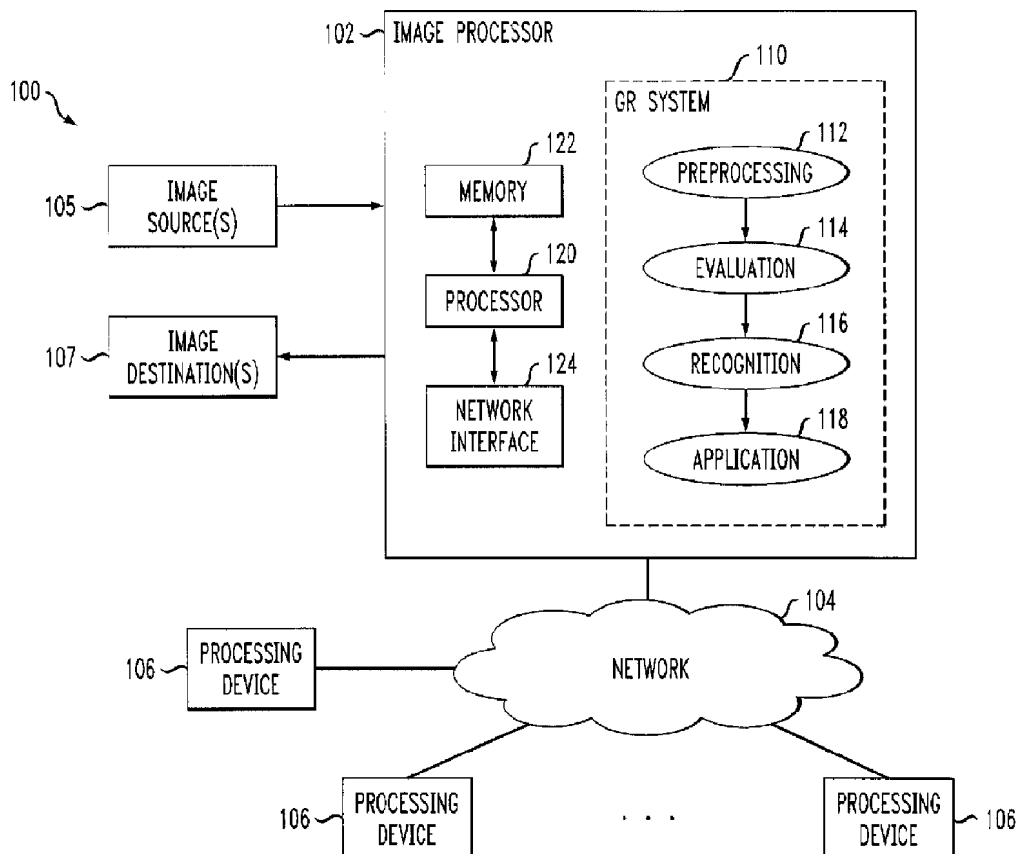 102
IMAGE PROCESSOR
110
GR SYSTEM
100
112
PREPROCESSING
122
MEMORY
105
IMAGE
SOURCE(S)
114
EVALUATION
120
PROCESSOR
116
RECOGNITION
107
IMAGE
DESTINATION(S)
124
NETWORK
INTERFACE
118
APPLICATION
104
NETWORK
106
PROCESSING
DEVICE
106
PROCESSING
DEVICE
. . .
PROCESSING
DEVICE
106